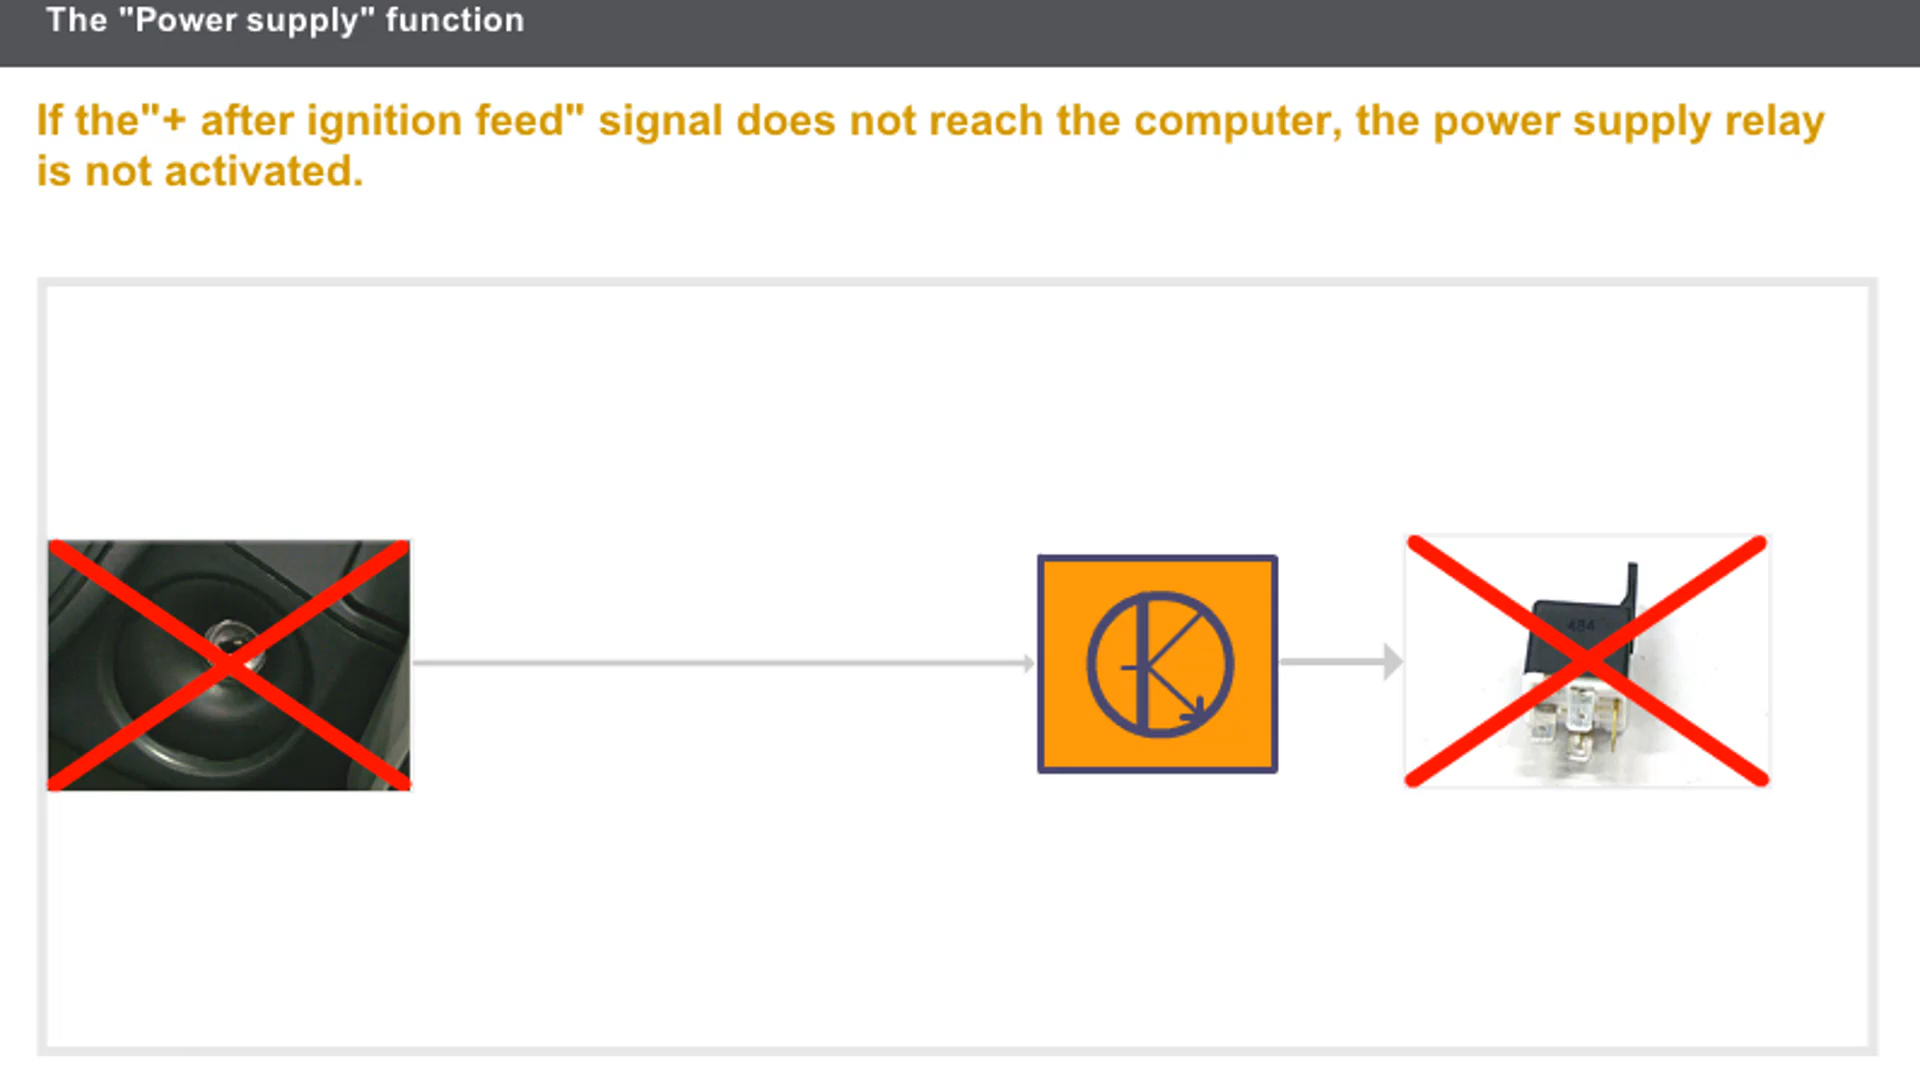 The "Power supply" function
If the"+ after ignition feed" signal does not reach the computer, the power supply relay
is not activated.
484